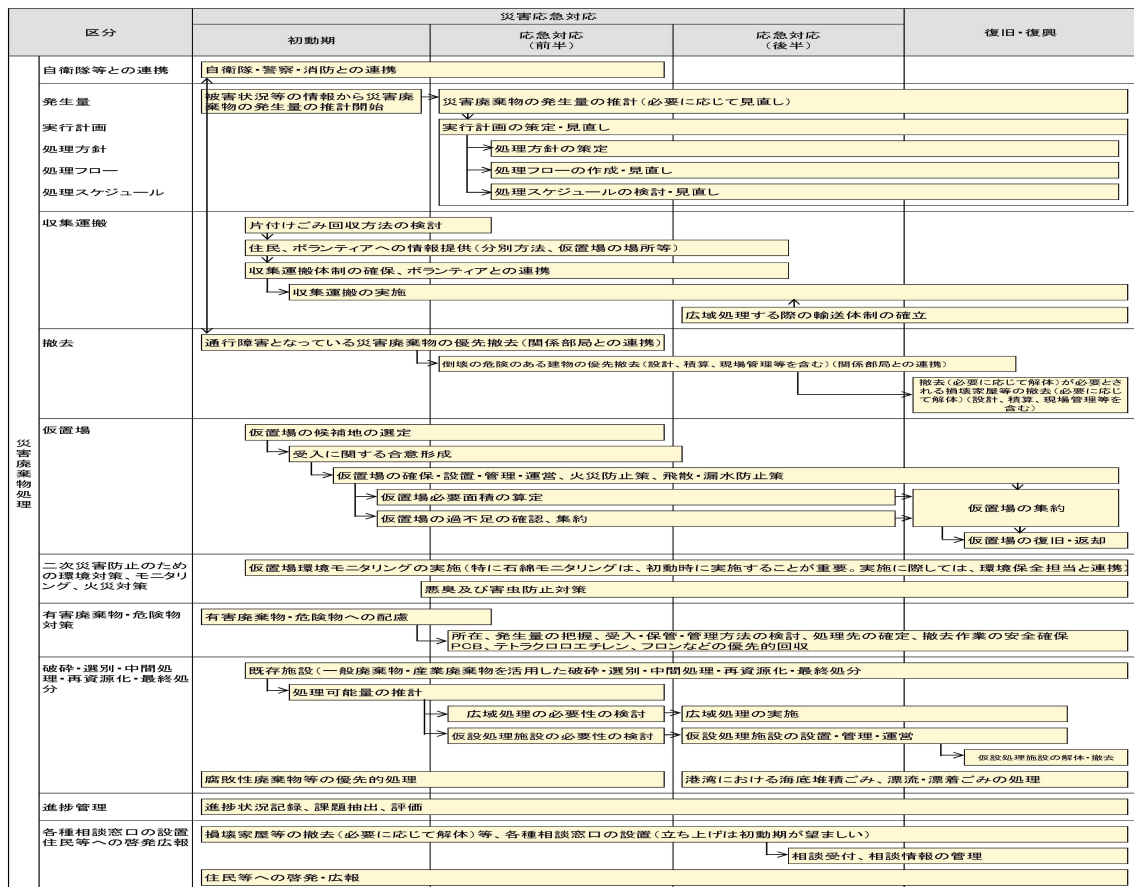 区分
災害応急対応
初動期
応急対応
(前半)
応急対応
(後半)
復旧・復興
災害廃棄物処理
自衛隊等との連携
自衛隊・警察・消防との連携
発生量
被害状況等の情報から災害廃
棄物の発生量の推計開始
災害廃棄物の発生量の推計(必要に応じて見直し)
実行計画
実行計画の策定・見直し
処理方針
処理方針の策定
処理フロー
処理フローの作成・見直し
処理スケジュール
処理スケジュールの検討・見直し
収集運搬
片付けごみ回収方法の検討
住民、ボランティアへの情報提供(分別方法、仮置場の場所等)
収集運搬体制の確保、ボランティアとの連携
収集運搬の実施
広域処理する際の輸送体制の確立
撤去
通行障害となっている災害廃棄物の優先撤去(関係部局との連携)
倒壊の危険のある建物の優先撤去(設計、積算、現場管理等を含む)(関係部局との連携)
撤去(必要に応じて解体)が必要とさ
れる損壊家屋等の撤去(必要に応じ
て解体)(設計、積算、現場管理等を
含む)
仮置場
仮置場の候補地の選定
受入に関する合意形成
仮置場の確保・設置・管理・運営、火災防止策、飛散・漏水防止策
仮置場必要面積の算定
仮置場の過不足の確認、集約
仮置場の集約
仮置場の復旧・返却
二次災害防止のため
の環境対策、モニタリ
ング、火災対策
仮置場環境モニタリングの実施(特に石綿モニタリングは、初動時に実施することが重要。実施に際しては、環境保全担当と連携)
悪臭及び害虫防止対策
有害廃棄物・危険物
対策
有害廃棄物・危険物への配慮
所在、発生量の把握、受入・保管・管理方法の検討、処理先の確定、撤去作業の安全確保
PCB、テトラクロロエチレン、フロンなどの優先的回収
破砕・選別・中間処
理・再資源化・最終処
分
既存施設(一般廃棄物・産業廃棄物を活用した破砕・選別・中間処理・再資源化・最終処分
処理可能量の推計
広域処理の必要性の検討
広域処理の実施
仮設処理施設の必要性の検討
仮設処理施設の設置・管理・運営
仮設処理施設の解体・撤去
腐敗性廃棄物等の優先的処理
港湾における海底堆積ごみ、漂流・漂着ごみの処理
進捗管理
進捗状況記録、課題抽出、評価
各種相談窓口の設置
住民等への啓発広報
損壊家屋等の撤去(必要に応じて解体)等、各種相談窓口の設置(立ち上げは初動期が望ましい)
相談受付、相談情報の管理
住民等への啓発・広報